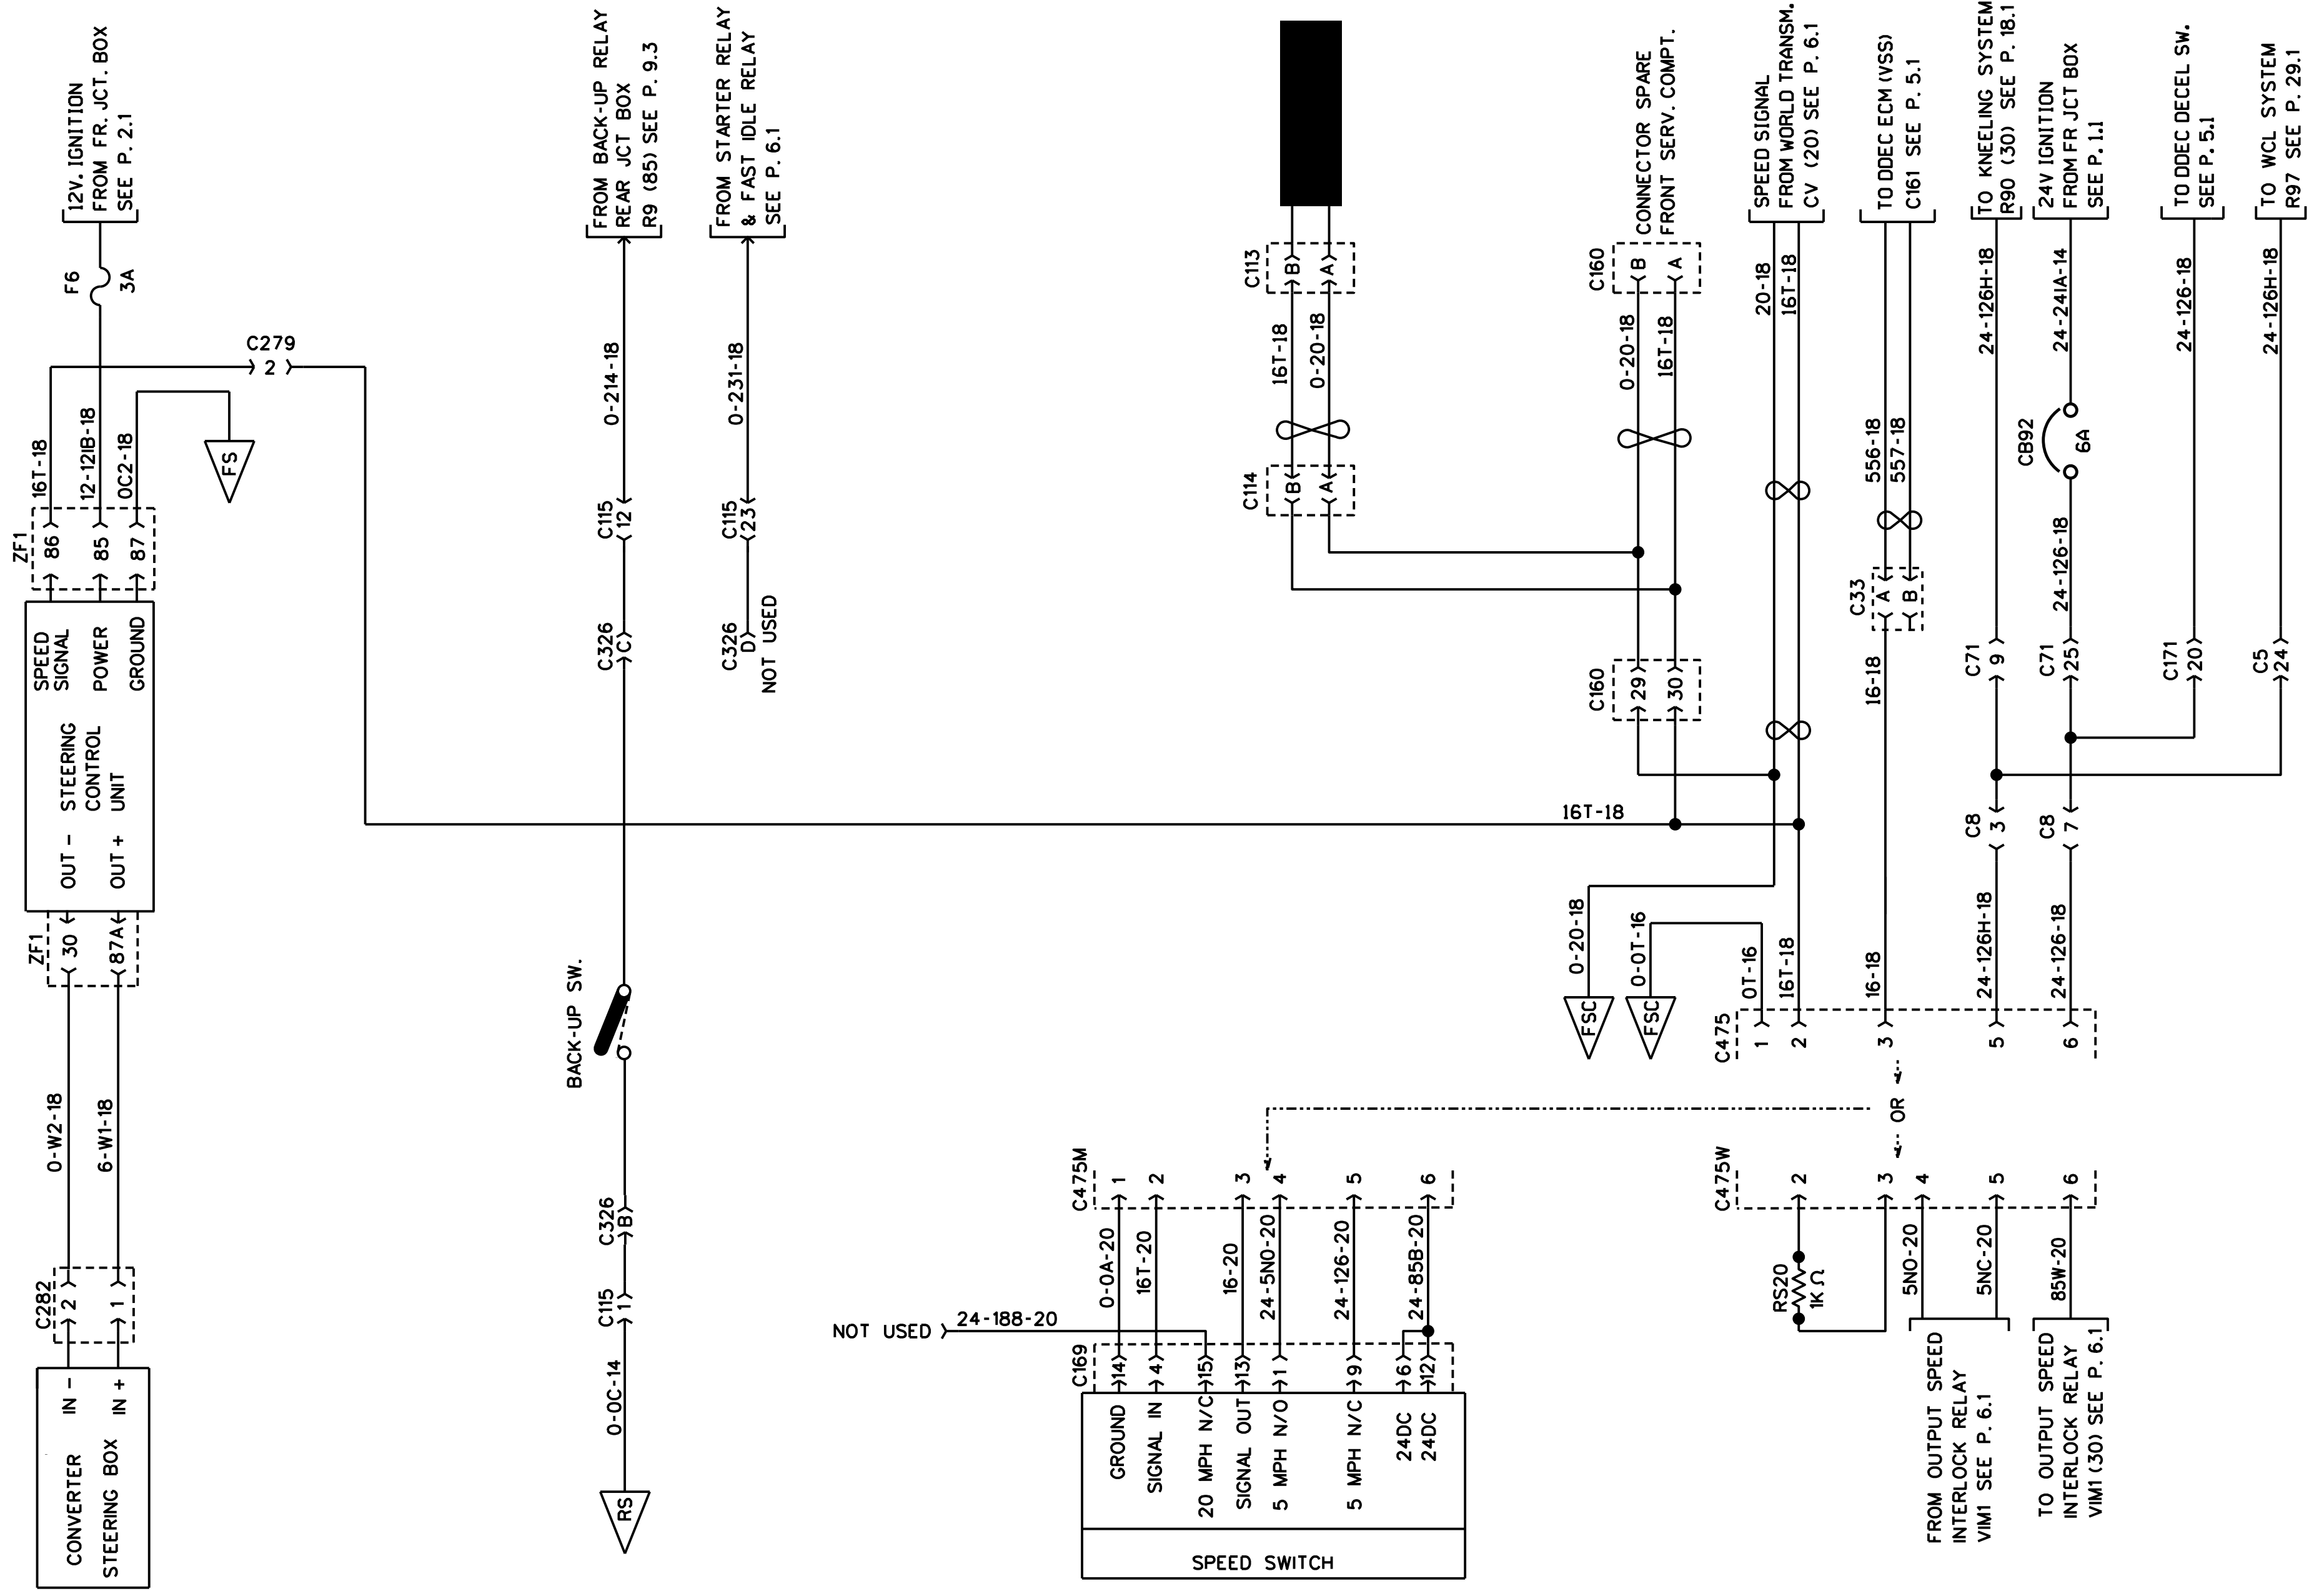 12V. IGNITION
FROM FR. JCT. BOX
SEE P. 2.1
F6
3A
C279
2
16T-18
12-12IB-18
0C2-18
FS
ZF1
86
85
87
SPEED
SIGNAL
POWER
GROUND
STEERING
CONTROL
UNIT
OUT -
OUT +
ZF1
30
87A
0-W2-18
6-W1-18
C282
2
1
IN -
IN +
CONVERTER
STEERING BOX
FROM BACK-UP RELAY
REAR JCT BOX
R9 (85) SEE P. 9.3
0-214-18
C115
12
C326
C
BACK-UP SW.
C326
B
C115
1
0-0C-14
RS
FROM STARTER RELAY
& FAST IDLE RELAY
SEE P. 6.1
0-231-18
C115
23
C326
D
NOT USED
C113
B
A
16T-18
0-20-18
C114
B
A
CONNECTOR SPARE
FRONT SERV. COMPT.
C160
B
A
0-20-18
16T-18
C160
29
30
16T-18
SPEED SIGNAL
FROM WORLD TRANSM.
CV (20) SEE P. 6.1
20-18
16T-18
0-20-18
FSC
0-0T-16
FSC
0T-16
16T-18
TO DDEC ECM (VSS)
C161 SEE P. 5.1
556-18
557-18
C33
A
B
16-18
16-18
TO KNEELING SYSTEM
R90 (30) SEE P. 18.1
24-126H-18
C71
9
C8
3
24-126H-18
24V IGNITION
FROM FR JCT BOX
SEE P. 1.1
24-24IA-14
CB92
6A
24-126-18
C71
25
C8
7
24-126-18
TO DDEC DECEL SW.
SEE P. 5.1
24-126-18
C171
20
TO WCL SYSTEM
R97 SEE P. 29.1
24-126H-18
C5
24
C475
1
2
3
5
6
OR
C475M
1
2
3
4
5
6
0-0A-20
16T-20
16-20
24-5NO-20
24-126-20
24-85B-20
NOT USED
24-188-20
C169
14
4
15
13
1
9
6
12
GROUND
SIGNAL IN
20 MPH N/C
SIGNAL OUT
5 MPH N/O
5 MPH N/C
24DC
24DC
SPEED SWITCH
C475W
2
3
4
5
6
RS20
1K Ω
5NO-20
5NC-20
85W-20
FROM OUTPUT SPEED
INTERLOCK RELAY
VIM1 SEE P. 6.1
TO OUTPUT SPEED
INTERLOCK RELAY
VIM1 (30) SEE P. 6.1